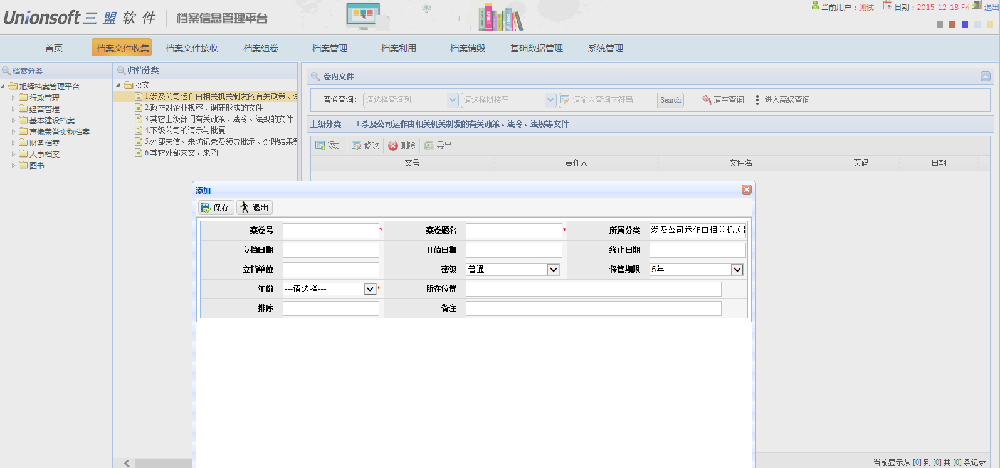 Unionsoft 三盟软件 档案信息管理平台
当前用户：测试 日期：2015-12-18 Fri 退出
首页 档案文件收集 档案文件接收 档案组卷 档案管理 档案利用 档案销毁 基础数据管理 系统管理
档案分类
旭辉档案管理平台
行政管理
经营管理
基本建设档案
声像荣誉实物档案
财务档案
人事档案
图书
归档分类
收文
1.涉及公司运作由相关机关制发的有关政策、法
2.政府对企业视察、调研形成的文件
3.其它上级部门有关政策、法令、法规的文件
4.下级公司的请示与批复
5.外部来信、来访记录及领导批示、处理结果等
6.其它外部来文、来函
卷内文件
普通查询： 请选择查询列 请选择链接符 请输入查询字符串 Search 清空查询 进入高级查询
上级分类——1.涉及公司运作由相关机关制发的有关政策、法令、法规等文件
添加 修改 删除 导出
文号 责任人 文件名 页码 日期
添加
保存 退出
案卷号 * 案卷题名 * 所属分类 涉及公司运作由相关机关制
立档日期 开始日期 终止日期
立档单位 密级 普通 保管期限 5年
年份 ---请选择--- * 所在位置
排序 备注
当前显示从 [0] 到 [0] 共 [0] 条记录